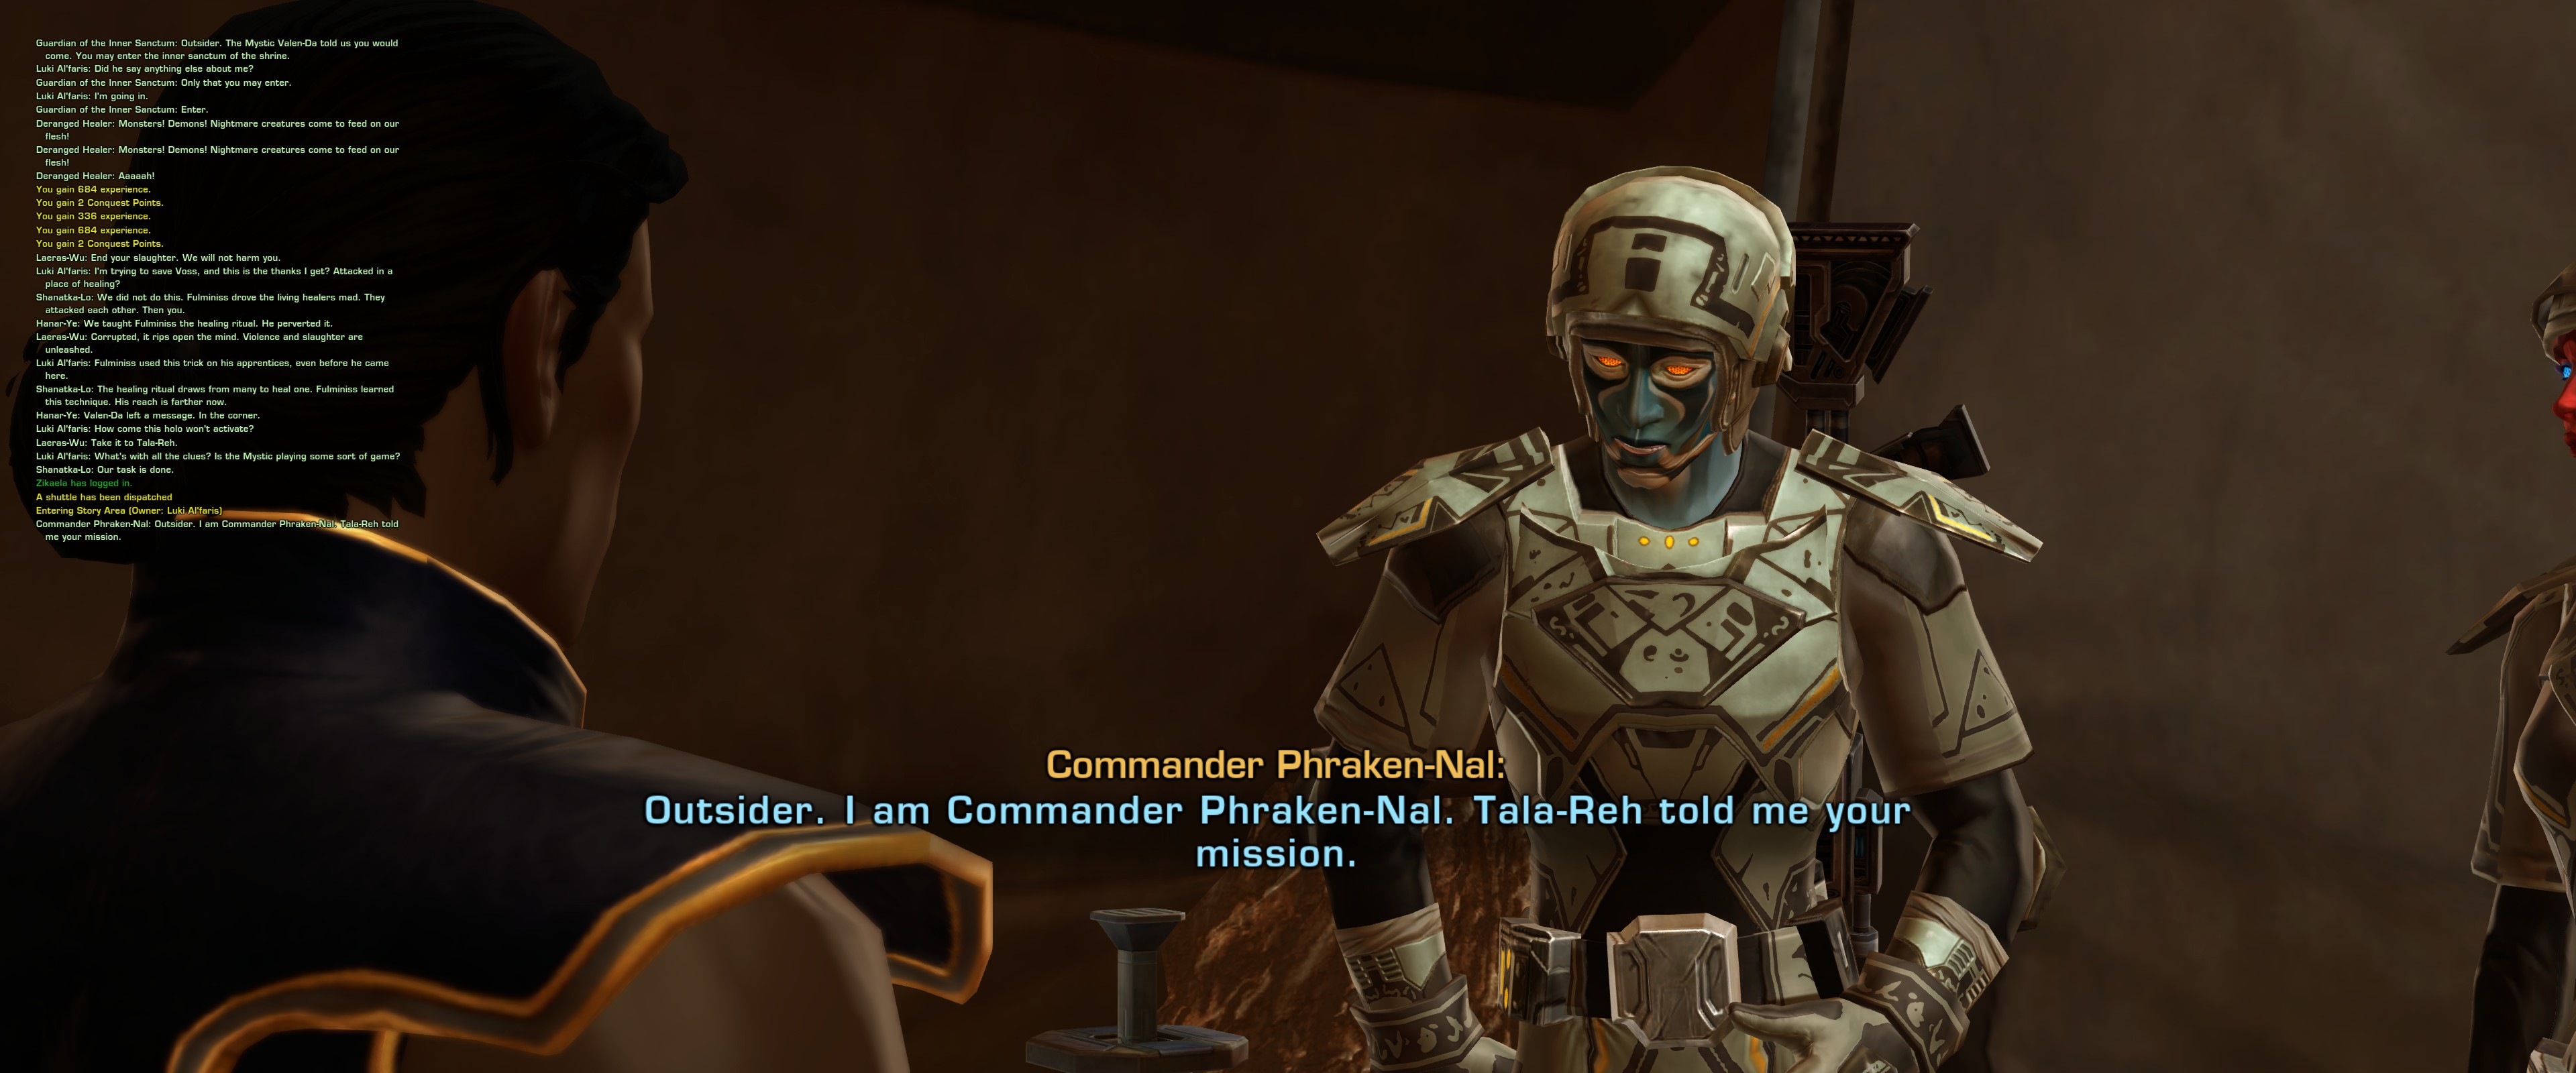 Guardian of the Inner Sanctum: Outsider. The Mystic Valen-Da told us you would
come. You may enter the inner sanctum of the shrine.
Luki Al'faris: Did he say anything else about me?
Guardian of the Inner Sanctum: Only that you may enter.
Luki Al'faris: I'm going in.
Guardian of the Inner Sanctum: Enter.
Deranged Healer: Monsters! Demons! Nightmare creatures come to feed on our
flesh!
Deranged Healer: Monsters! Demons! Nightmare creatures come to feed on our
flesh!
Deranged Healer: Aaaaah!
You gain 684 experience.
You gain 2 Conquest Points.
You gain 336 experience.
You gain 684 experience.
You gain 2 Conquest Points.
Laeras-Wu: End your slaughter. We will not harm you.
Luki Al'faris: I'm trying to save Voss, and this is the thanks I get? Attacked in a
place of healing?
Shanatka-Lo: We did not do this. Fulminiss drove the living healers mad. They
attacked each other. Then you.
Hanar-Ye: We taught Fulminiss the healing ritual. He perverted it.
Laeras-Wu: Corrupted, it rips open the mind. Violence and slaughter are
unleashed.
Luki Al'faris: Fulminiss used this trick on his apprentices, even before he came
here.
Shanatka-Lo: The healing ritual draws from many to heal one. Fulminiss learned
this technique. His reach is farther now.
Hanar-Ye: Valen-Da left a message. In the corner.
Luki Al'faris: How come this holo won't activate?
Laeras-Wu: Take it to Tala-Reh.
Luki Al'faris: What's with all the clues? Is the Mystic playing some sort of game?
Shanatka-Lo: Our task is done.
Zikaela has logged in.
A shuttle has been dispatched
Entering Story Area (Owner: Luki Al'faris)
Commander Phraken-Nal: Outsider. I am Commander Phraken-Nal. Tala-Reh told
me your mission.
Commander Phraken-Nal:
Outsider. I am Commander Phraken-Nal. Tala-Reh told me your
mission.